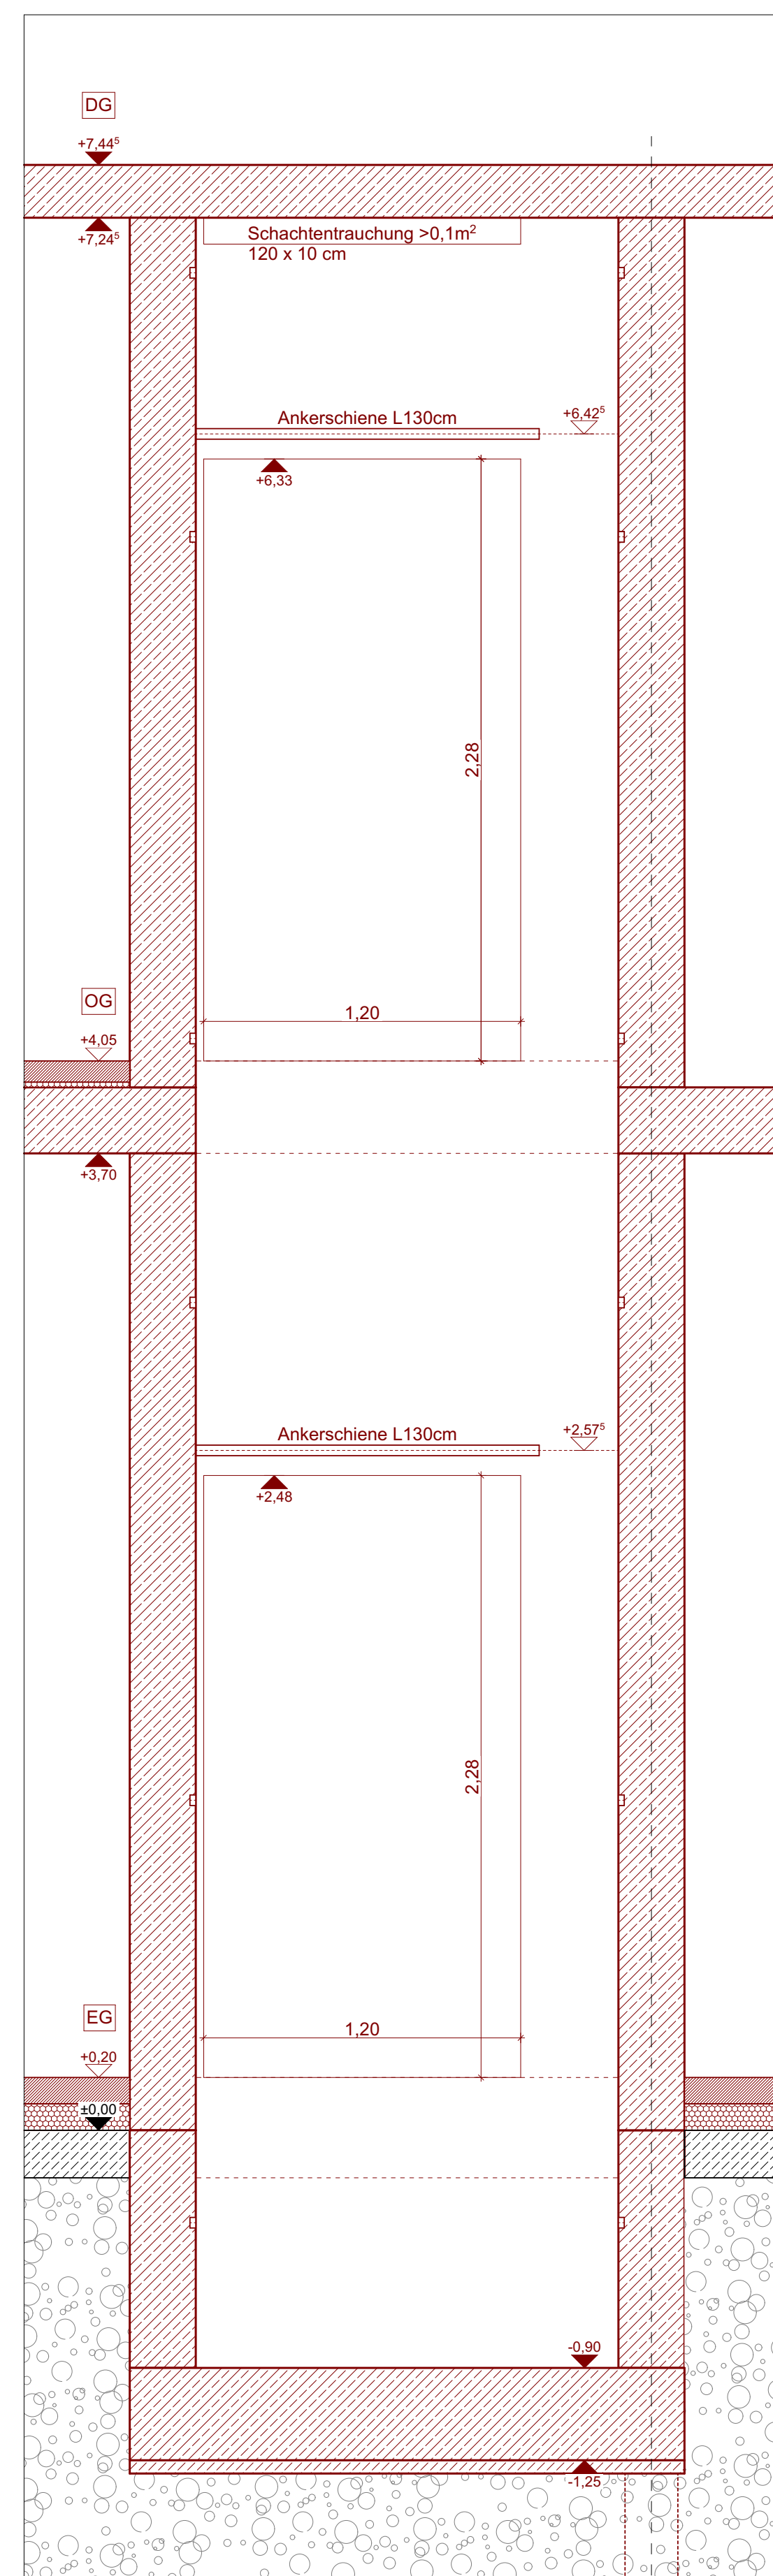 DG
+7,44⁵
+7,24⁵
Schachtentrauchung >0,1m²
120 x 10 cm
Ankerschiene L130cm
+6,42⁵
+6,33
2,28
1,20
OG
+4,05
+3,70
Ankerschiene L130cm
+2,57⁵
+2,48
2,28
1,20
EG
+0,20
±0,00
-0,90
-1,25